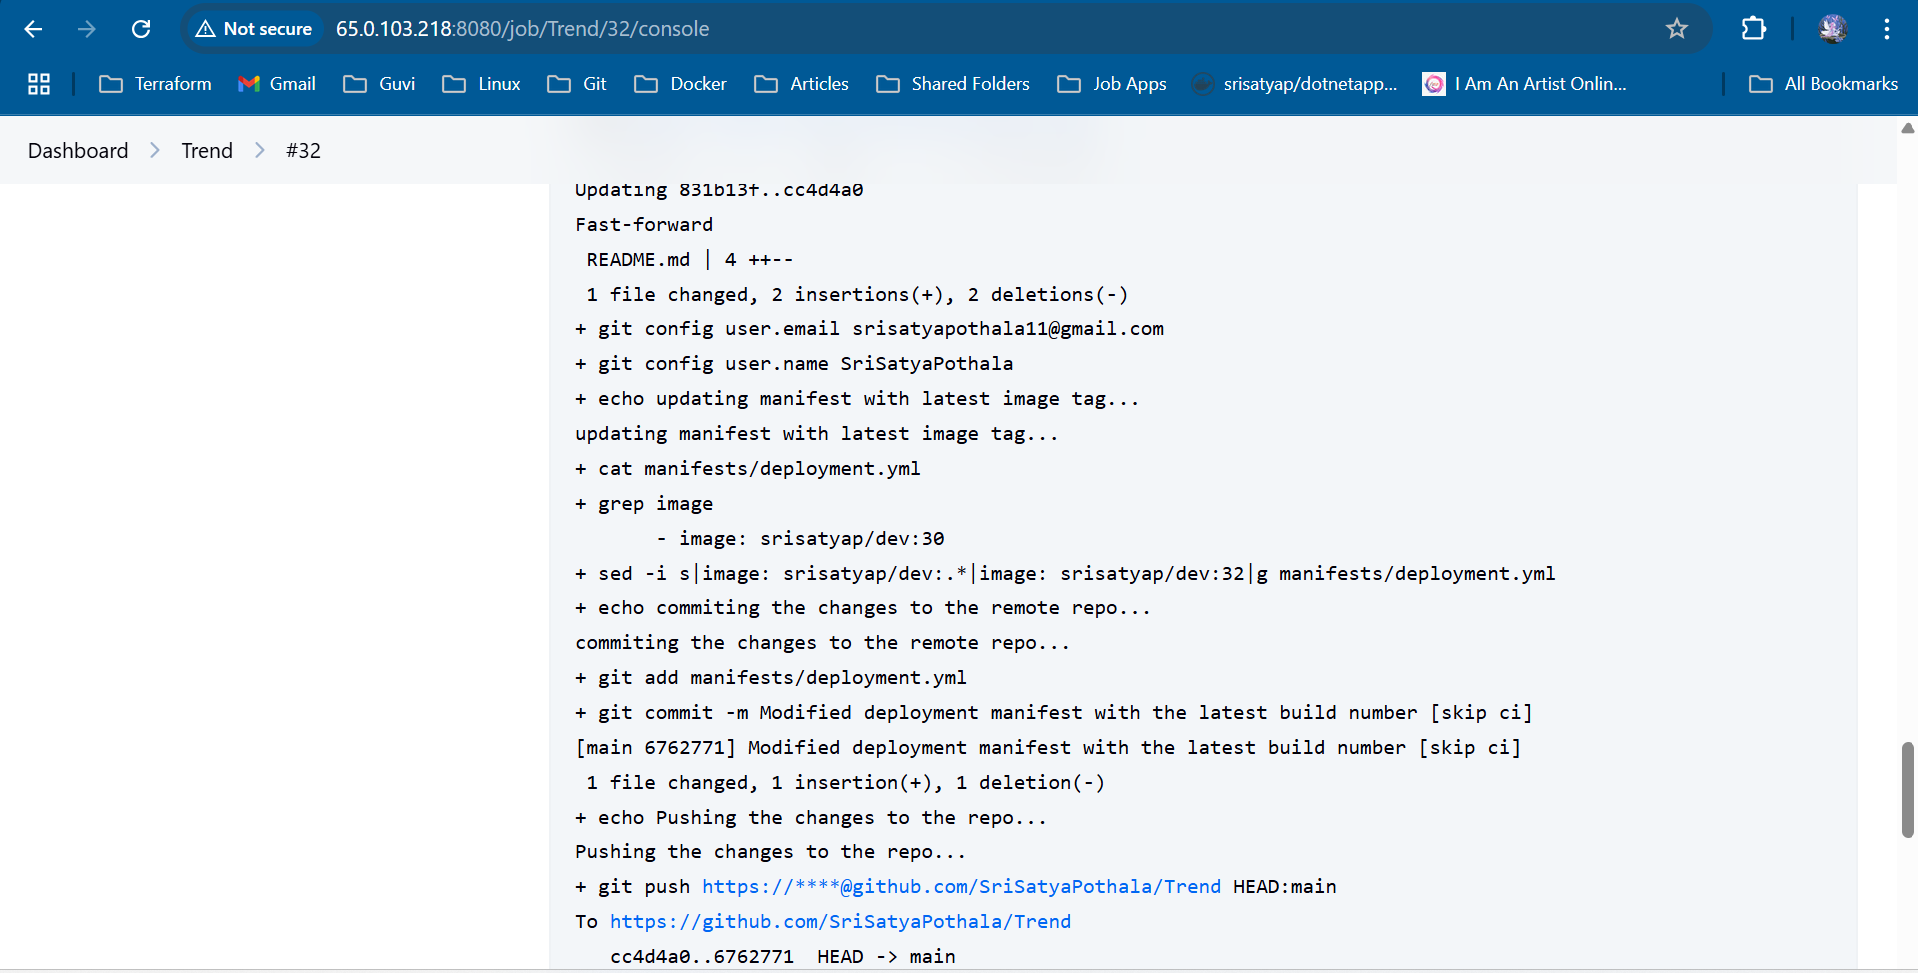 Not secure 65.0.103.218:8080/job/Trend/32/console
Terraform Gmail Guvi Linux Git Docker Articles Shared Folders Job Apps srisatyap/dotnetapp... I Am An Artist Onlin... All Bookmarks
Dashboard Trend #32
Updating 831b13f..cc4d4a0
Fast-forward
README.md | 4 ++--
1 file changed, 2 insertions(+), 2 deletions(-)
+ git config user.email srisatyapothala11@gmail.com
+ git config user.name SriSatyaPothala
+ echo updating manifest with latest image tag...
updating manifest with latest image tag...
+ cat manifests/deployment.yml
+ grep image
- image: srisatyap/dev:30
+ sed -i s|image: srisatyap/dev:.*|image: srisatyap/dev:32|g manifests/deployment.yml
+ echo commiting the changes to the remote repo...
commiting the changes to the remote repo...
+ git add manifests/deployment.yml
+ git commit -m Modified deployment manifest with the latest build number [skip ci]
[main 6762771] Modified deployment manifest with the latest build number [skip ci]
1 file changed, 1 insertion(+), 1 deletion(-)
+ echo Pushing the changes to the repo...
Pushing the changes to the repo...
+ git push https://****@github.com/SriSatyaPothala/Trend HEAD:main
To https://github.com/SriSatyaPothala/Trend
cc4d4a0..6762771  HEAD -> main